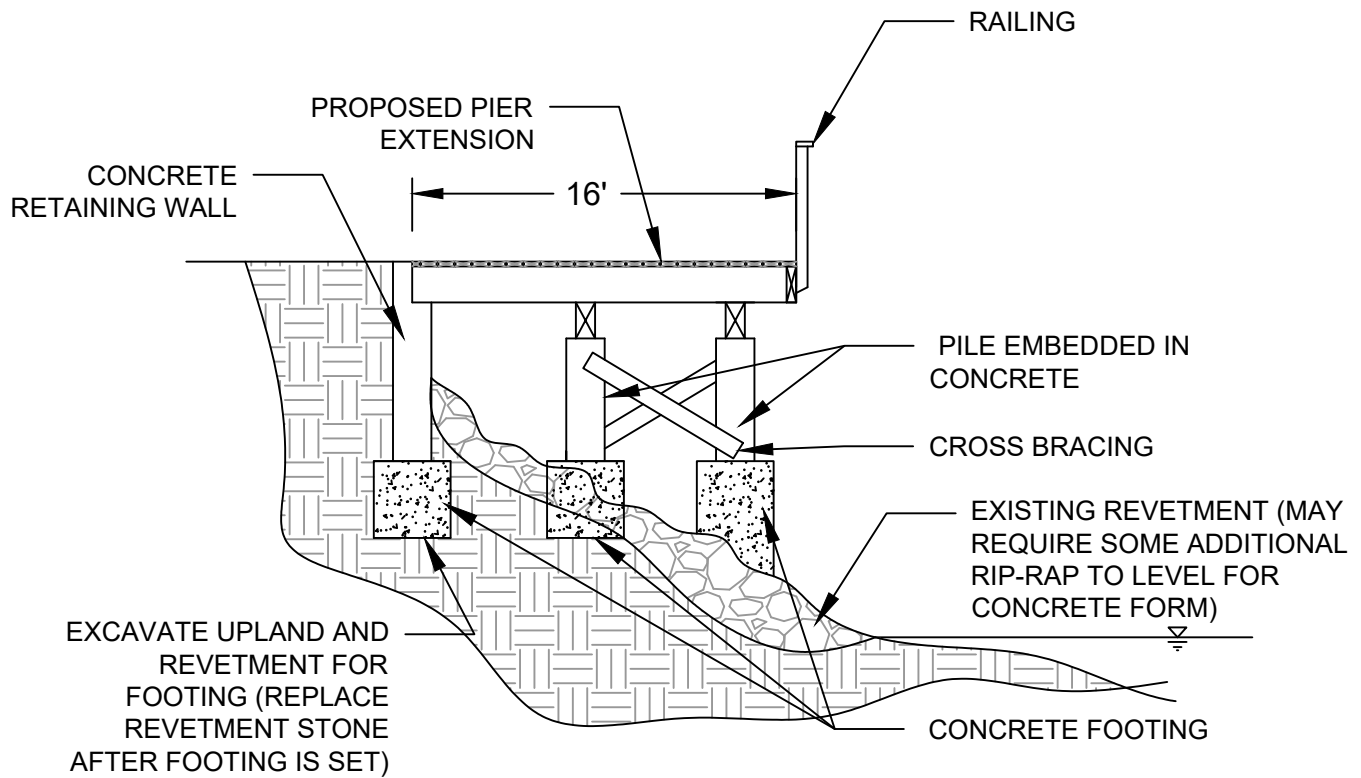 RAILING
PROPOSED PIER
EXTENSION
CONCRETE
RETAINING WALL
16'
PILE EMBEDDED IN
CONCRETE
CROSS BRACING
EXISTING REVETMENT (MAY
REQUIRE SOME ADDITIONAL
RIP-RAP TO LEVEL FOR
CONCRETE FORM)
EXCAVATE UPLAND AND
REVETMENT FOR
FOOTING (REPLACE
REVETMENT STONE
AFTER FOOTING IS SET)
CONCRETE FOOTING